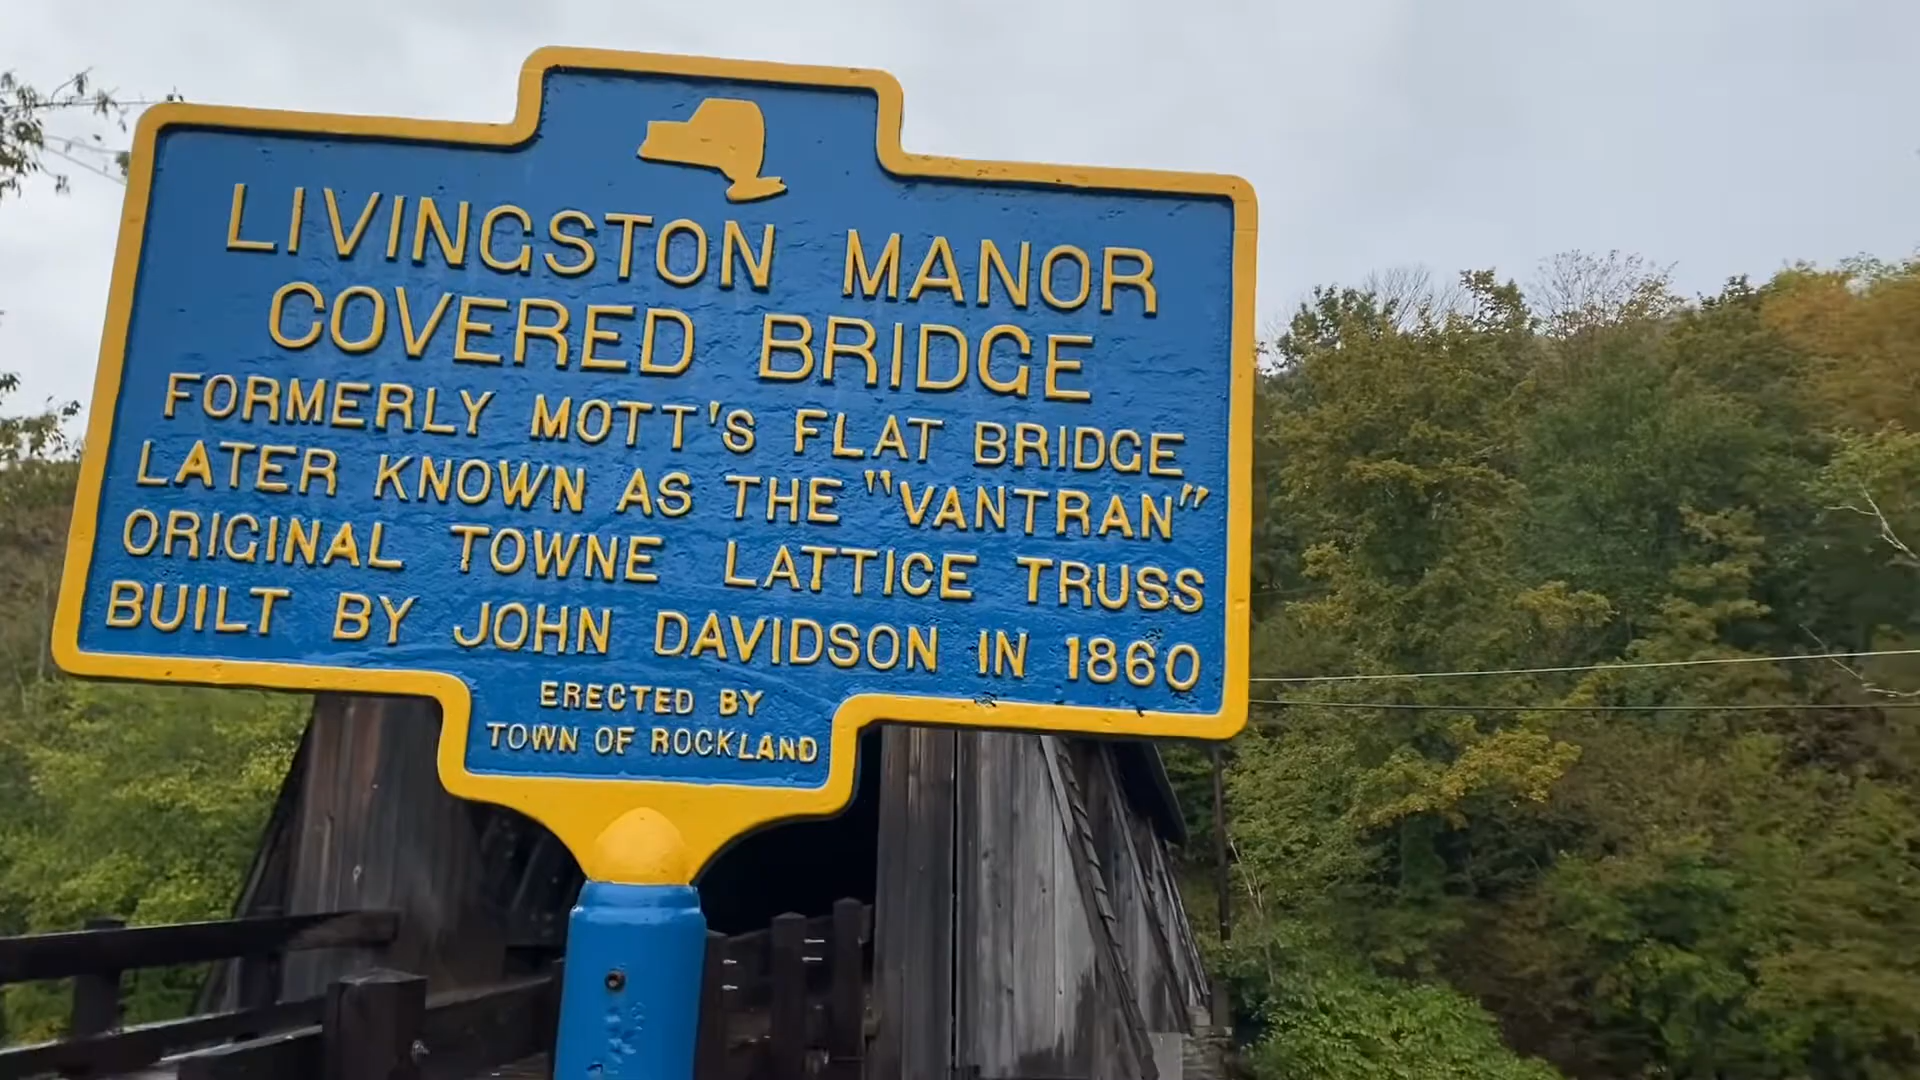 LIVINGSTON MANOR
COVERED BRIDGE
FORMERLY MOTT'S FLAT BRIDGE
LATER KNOWN AS THE "VANTRAN"
ORIGINAL TOWNE LATTICE TRUSS
BUILT BY JOHN DAVIDSON IN 1860
ERECTED BY
TOWN OF ROCKLAND